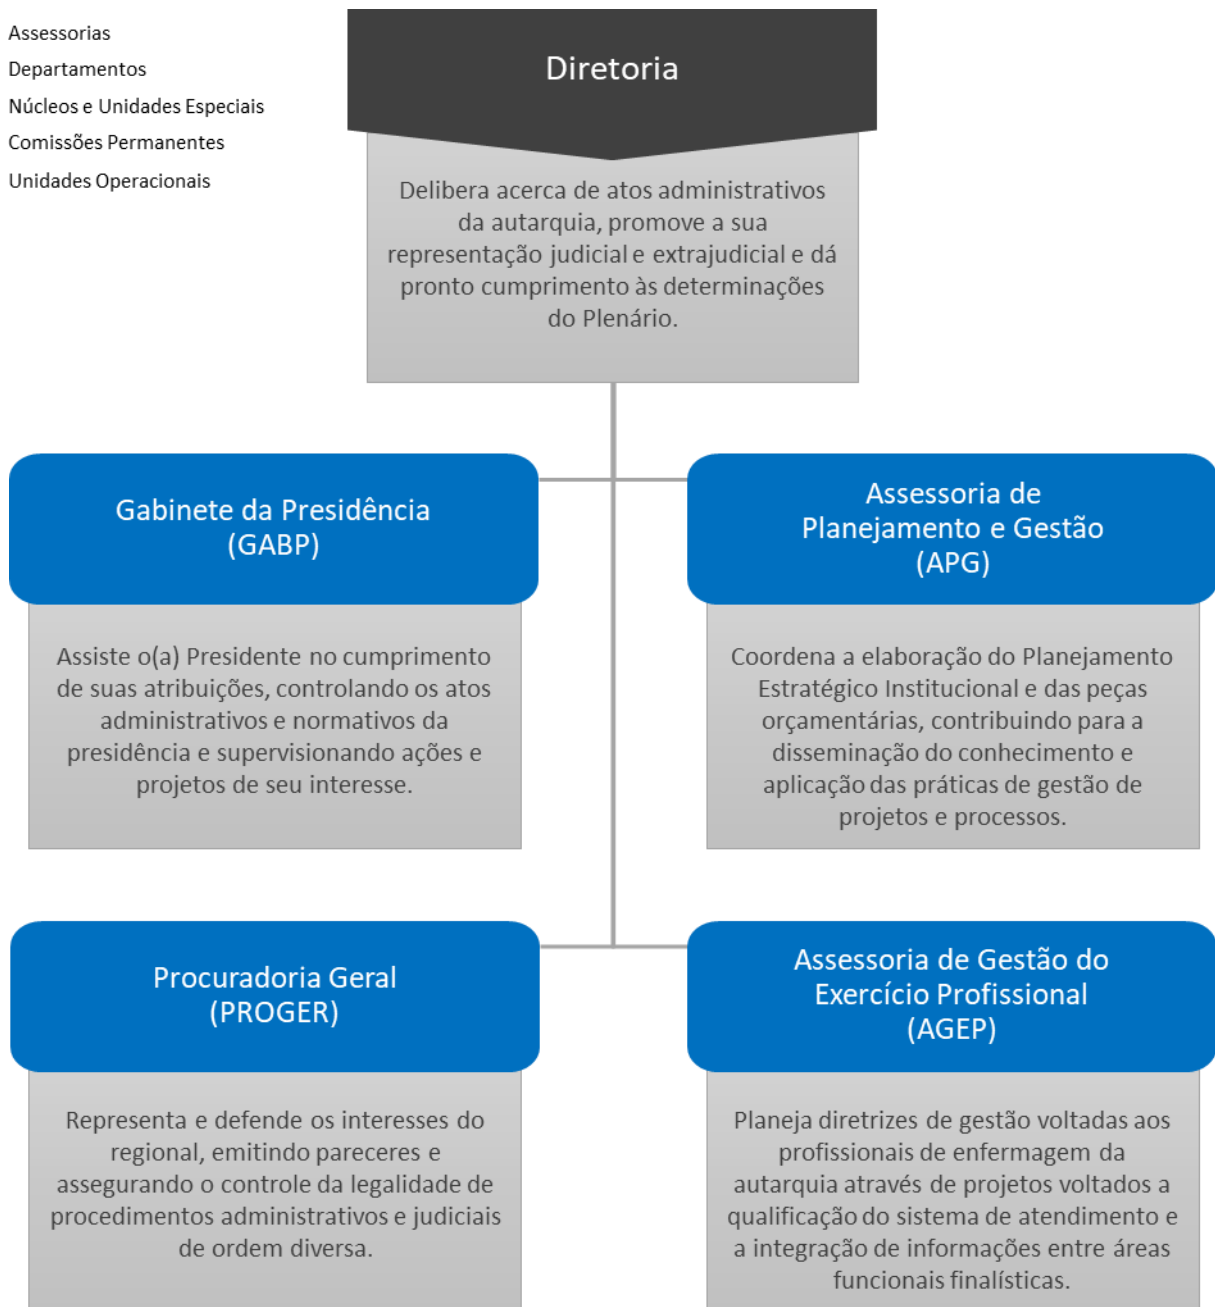 Assessorias
Departamentos
Núcleos e Unidades Especiais
Comissões Permanentes
Unidades Operacionais
Diretoria
Delibera acerca de atos administrativos
da autarquia, promove a sua
representação judicial e extrajudicial e dá
pronto cumprimento às determinações
do Plenário.
Gabinete da Presidência
(GABP)
Assiste o(a) Presidente no cumprimento
de suas atribuições, controlando os atos
administrativos e normativos da
presidência e supervisionando ações e
projetos de seu interesse.
Assessoria de
Planejamento e Gestão
(APG)
Coordena a elaboração do Planejamento
Estratégico Institucional e das peças
orçamentárias, contribuindo para a
disseminação do conhecimento e
aplicação das práticas de gestão de
projetos e processos.
Procuradoria Geral
(PROGER)
Representa e defende os interesses do
regional, emitindo pareceres e
assegurando o controle da legalidade de
procedimentos administrativos e judiciais
de ordem diversa.
Assessoria de Gestão do
Exercício Profissional
(AGEP)
Planeja diretrizes de gestão voltadas aos
profissionais de enfermagem da
autarquia através de projetos voltados a
qualificação do sistema de atendimento e
a integração de informações entre áreas
funcionais finalísticas.